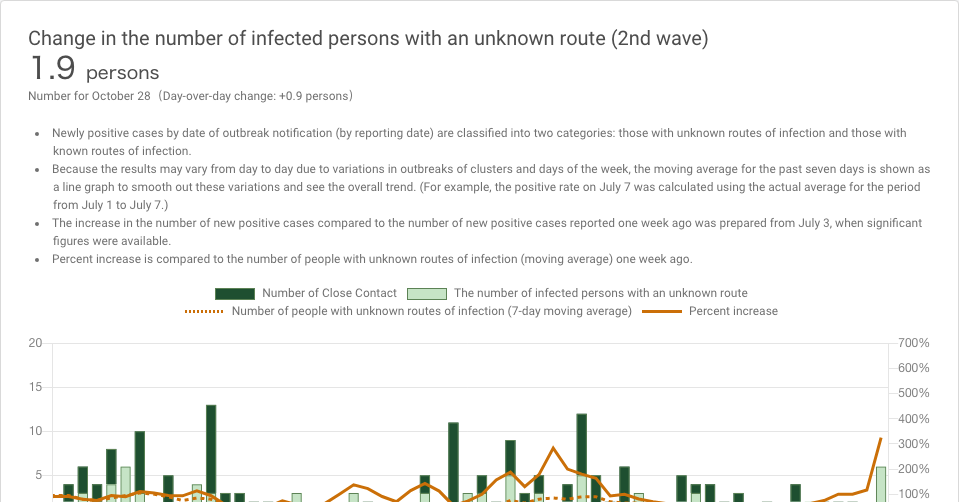 Change in the number of infected persons with an unknown route (2nd wave)
1.9 persons
Number for October 28 (Day-over-day change: +0.9 persons)
Newly positive cases by date of outbreak notification (by reporting date) are classified into two categories: those with unknown routes of infection and those with
known routes of infection.
Because the results may vary from day to day due to variations in outbreaks of clusters and days of the week, the moving average for the past seven days is shown as
a line graph to smooth out these variations and see the overall trend. (For example, the positive rate on July 7 was calculated using the actual average for the period
from July 1 to July 7.)
The increase in the number of new positive cases compared to the number of new positive cases reported one week ago was prepared from July 3, when significant
figures were available.
Percent increase is compared to the number of people with unknown routes of infection (moving average) one week ago.
Number of Close Contact The number of infected persons with an unknown route
Number of people with unknown routes of infection (7-day moving average) Percent increase
20 700%
600%
15 500%
400%
10 300%
200%
5 100%